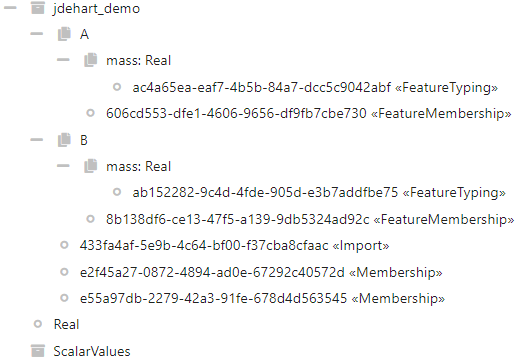 jdehart_demo
A
mass: Real
ac4a65ea-eaf7-4b5b-84a7-dcc5c9042abf «FeatureTyping»
606cd553-dfe1-4606-9656-df9fb7cbe730 «FeatureMembership»
B
mass: Real
ab152282-9c4d-4fde-905d-e3b7addfbe75 «FeatureTyping»
8b138df6-ce13-47f5-a139-9db5324ad92c «FeatureMembership»
433fa4af-5e9b-4c64-bf00-f37cba8cfaac «Import»
e2f45a27-0872-4894-ad0e-67292c40572d «Membership»
e55a97db-2279-42a3-91fe-678d4d563545 «Membership»
Real
ScalarValues